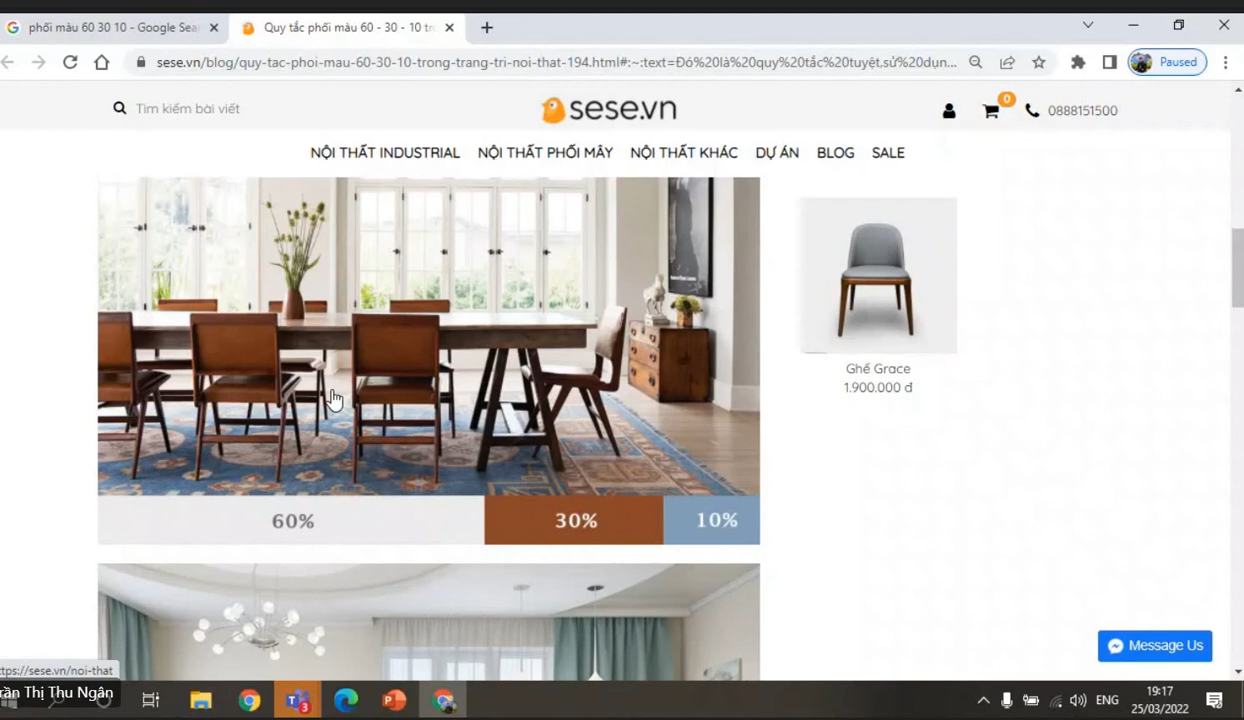 phối màu 60 30 10 - Google Sea
Quy tắc phối màu 60 - 30 - 10 tr
sese.vn/blog/quy-tac-phoi-mau-60-30-10-trong-trang-tri-noi-that-194.html#:~:text=Đó%20là%20quy%20tắc%20tuyệt,sử%20dụn...
Paused
Tìm kiếm bài viết
sese.vn
0
0888151500
NỘI THẤT INDUSTRIAL NỘI THẤT PHỐI MÂY NỘI THẤT KHÁC DỰ ÁN BLOG SALE
Ghế Grace
1.900.000 đ
60% 30% 10%
Message Us
ttps://sese.vn/noi-that
rần Thị Thu Ngân
3
ENG
19:17
25/03/2022